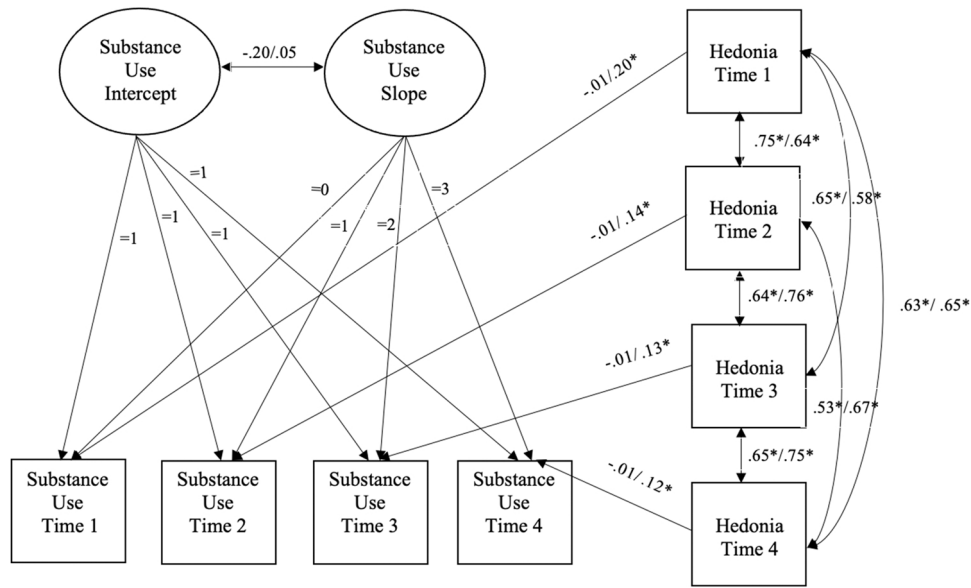 Substance
Use
Intercept
-.20/.05
Substance
Use
Slope
Hedonia
Time 1
-.01/.20*
.75*/.64*
=1
=0
=3
=1
=1
=1
=1
=2
Hedonia
Time 2
.65*/ .58*
-.01/ .14*
.64*/.76*
.63*/ .65*
Hedonia
Time 3
-.01/ .13*
.53*/.67*
.65*/.75*
Substance
Use
Time 1
Substance
Use
Time 2
Substance
Use
Time 3
Substance
Use
Time 4
-.01/ .12*
Hedonia
Time 4